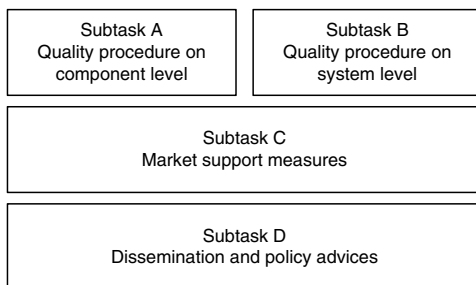 Subtask A
Quality procedure on
component level
Subtask B
Quality procedure on
system level
Subtask C
Market support measures
Subtask D
Dissemination and policy advices